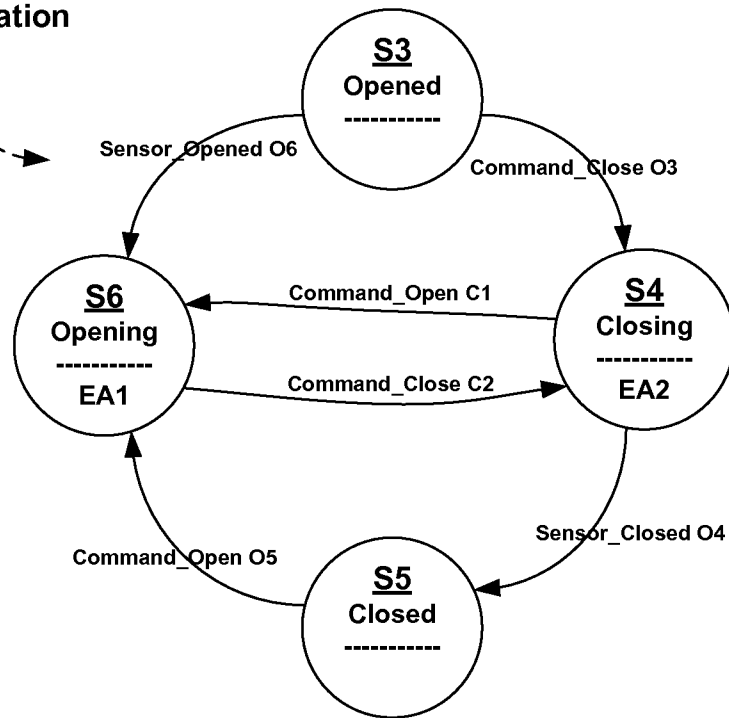 ation
S3
Opened
-----------
Sensor_Opened O6
Command_Close O3
S6
Opening
-----------
EA1
Command_Open C1
Command_Close C2
S4
Closing
-----------
EA2
Command_Open O5
Sensor_Closed O4
S5
Closed
-----------